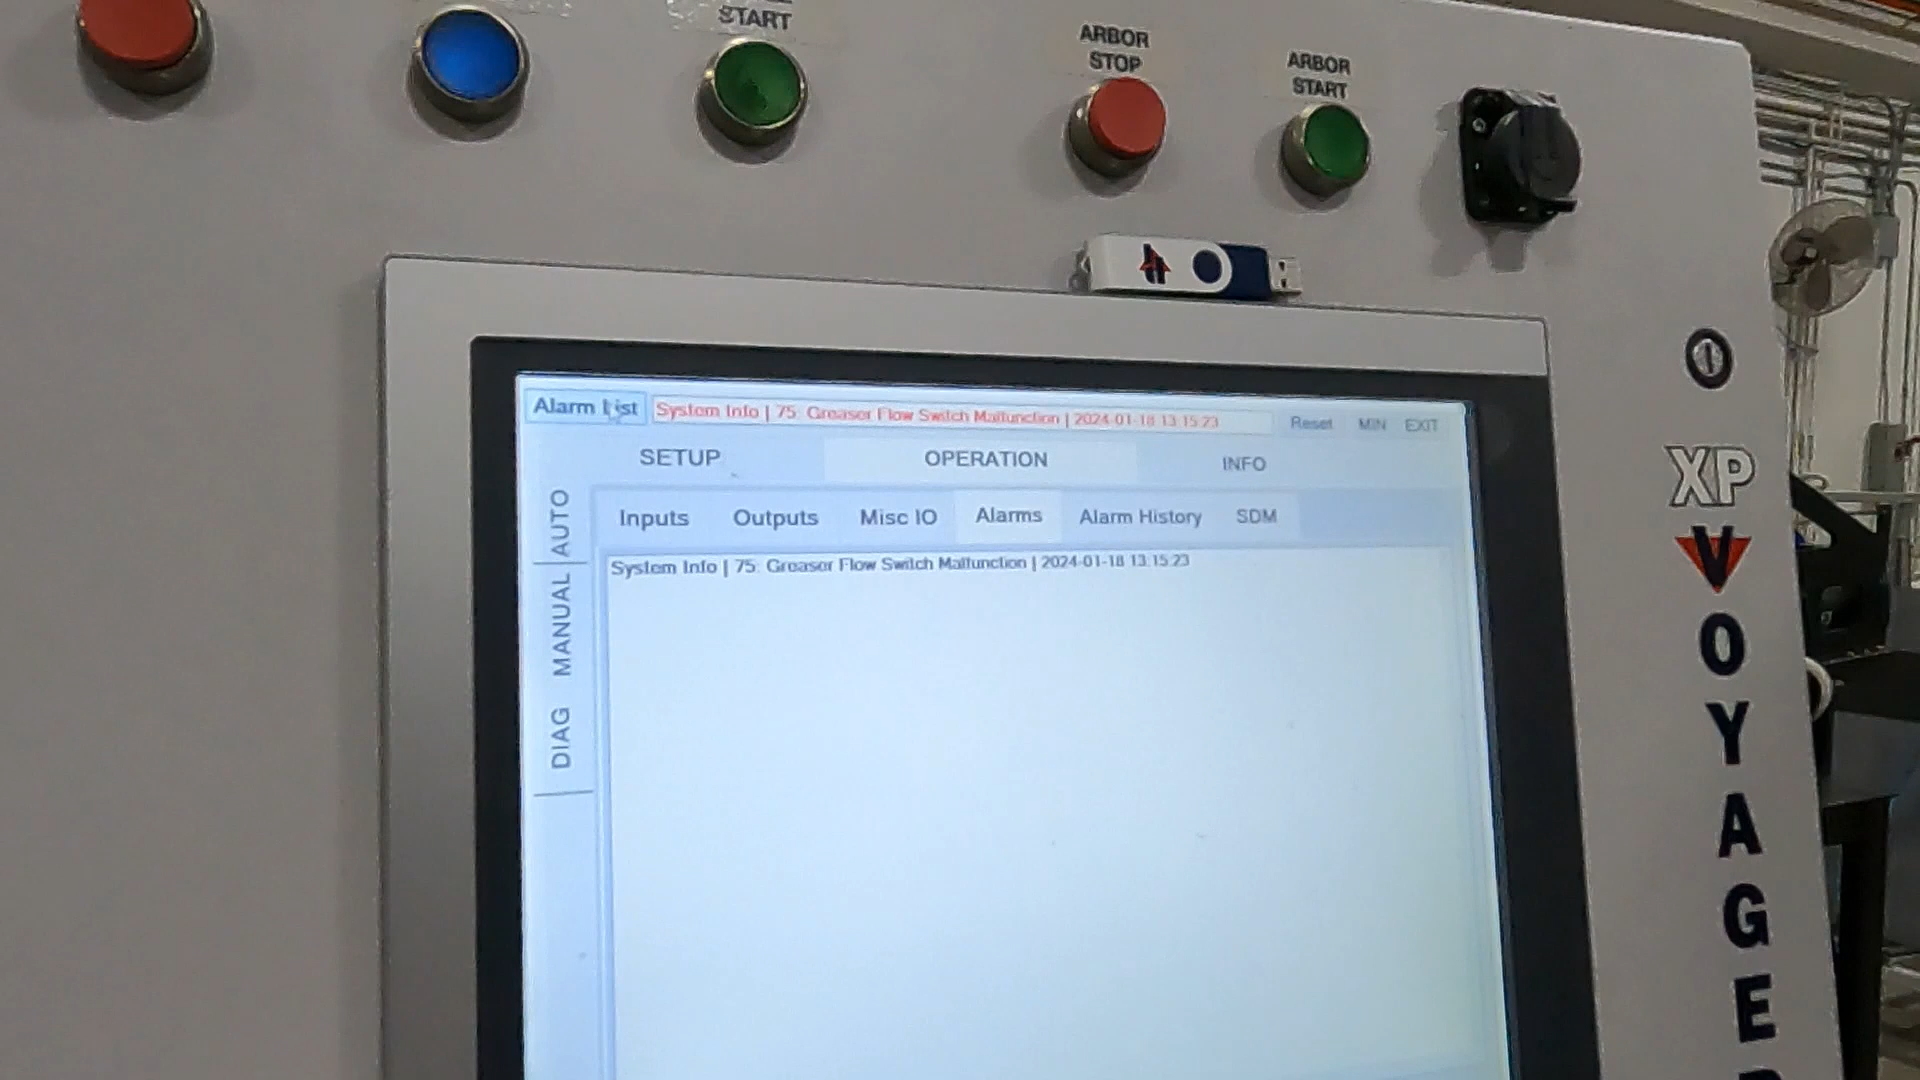 START
ARBOR
STOP
ARBOR
START
Alarm List
System Info | 75: Greaser Flow Switch Malfunction | 2024-01-18 13:15:23
Reset
MIN
EXIT
SETUP
OPERATION
INFO
AUTO
MANUAL
DIAG
Inputs
Outputs
Misc IO
Alarms
Alarm History
SDM
System Info | 75: Greaser Flow Switch Malfunction | 2024-01-18 13:15:23
XP
VOYAGE